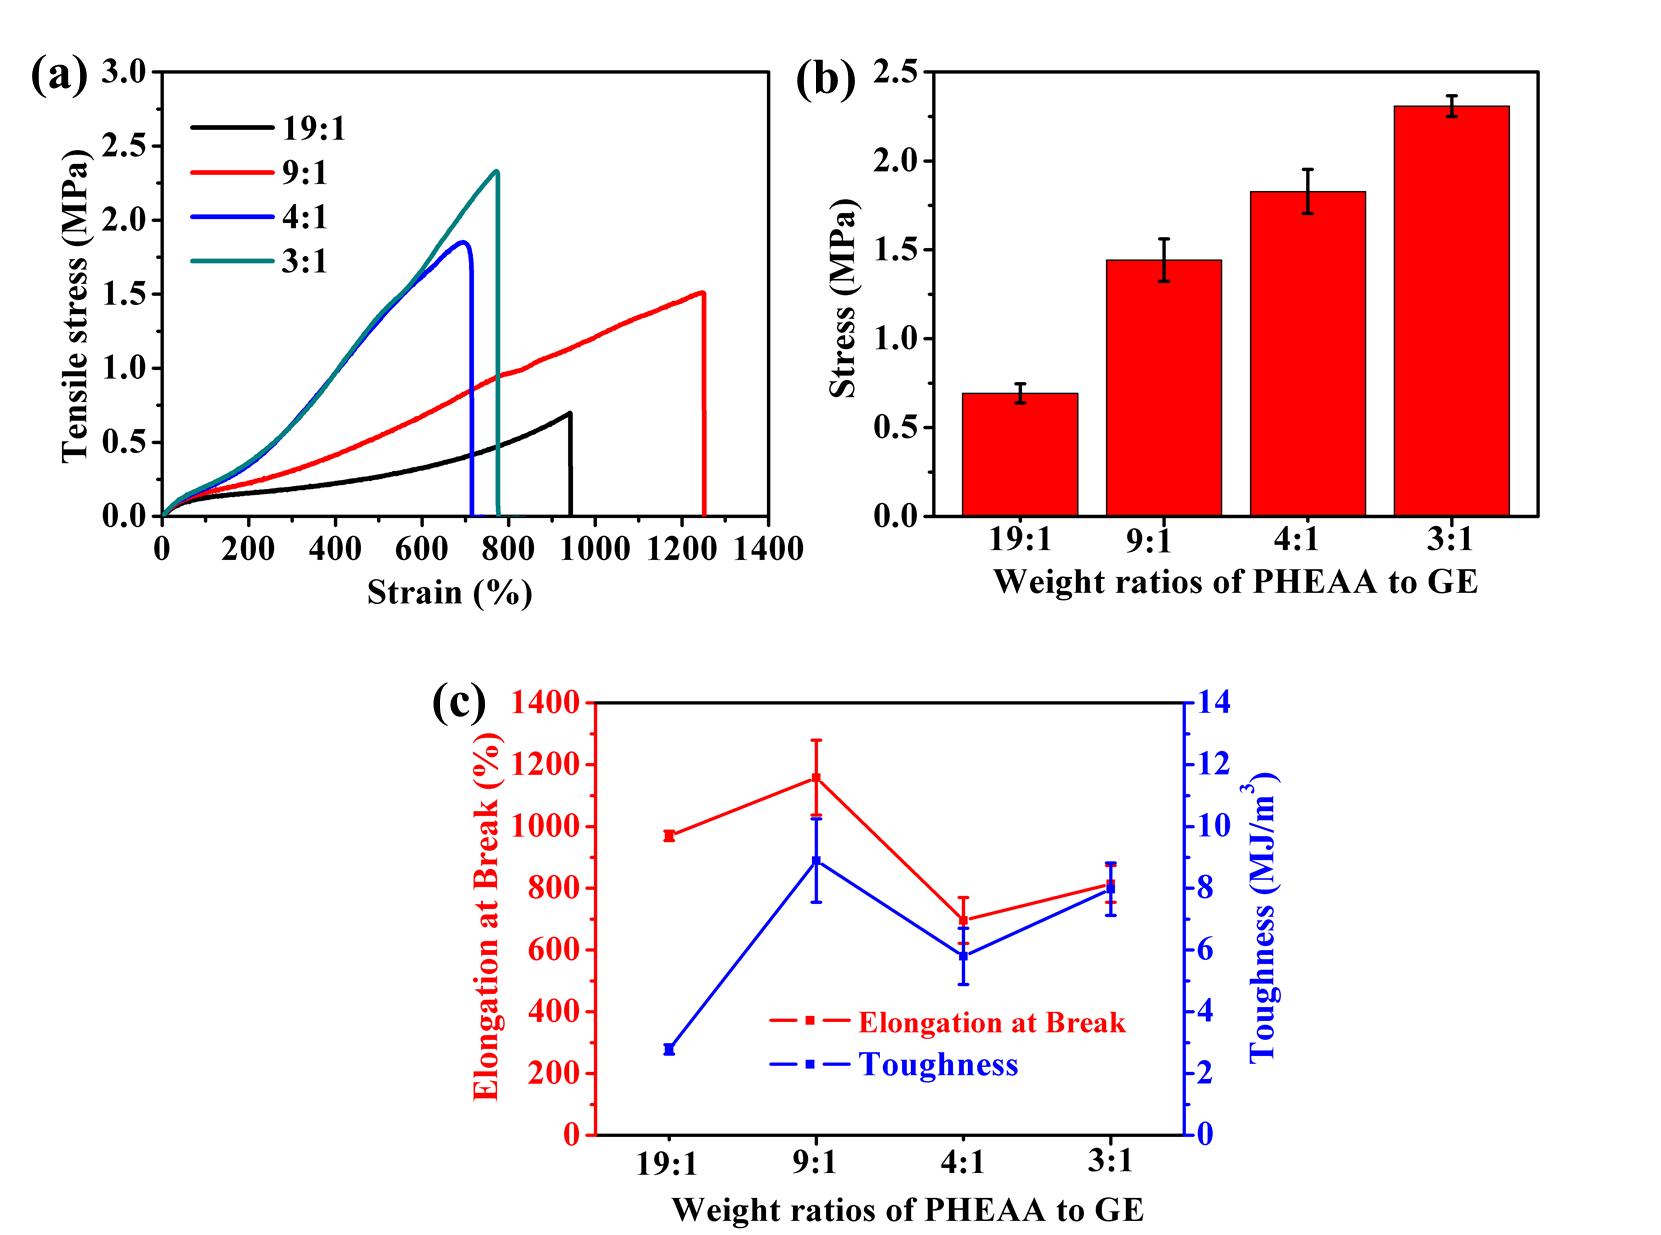 (a)
3.0
2.5
2.0
1.5
1.0
0.5
0.0
Tensile stress (MPa)
19:1
9:1
4:1
3:1
0 200 400 600 800 1000 1200 1400
Strain (%)
(b)
2.5
2.0
1.5
1.0
0.5
0.0
Stress (MPa)
19:1 9:1 4:1 3:1
Weight ratios of PHEAA to GE
(c)
1400
1200
1000
800
600
400
200
0
Elongation at Break (%)
Elongation at Break
Toughness
14
12
10
8
6
4
2
0
Toughness (MJ/m³)
19:1 9:1 4:1 3:1
Weight ratios of PHEAA to GE